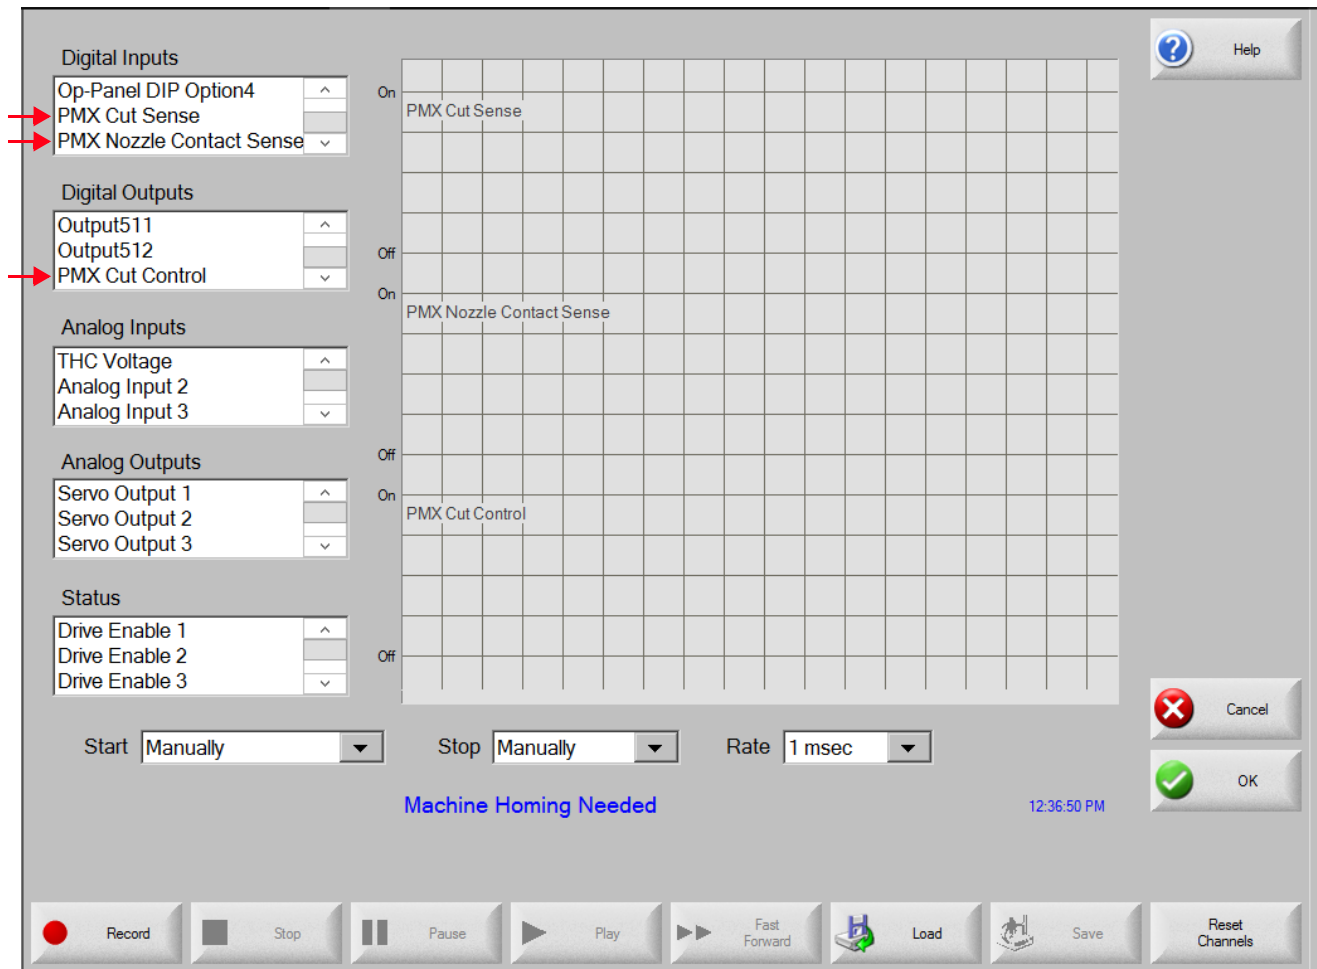 Help
Digital Inputs
Op-Panel DIP Option4
PMX Cut Sense
PMX Nozzle Contact Sense
Digital Outputs
Output511
Output512
PMX Cut Control
Analog Inputs
THC Voltage
Analog Input 2
Analog Input 3
Analog Outputs
Servo Output 1
Servo Output 2
Servo Output 3
Status
Drive Enable 1
Drive Enable 2
Drive Enable 3
On
PMX Cut Sense
Off
On
PMX Nozzle Contact Sense
Off
On
PMX Cut Control
Off
Cancel
OK
Start Manually
Stop Manually
Rate 1 msec
Machine Homing Needed
12:36:50 PM
Record
Stop
Pause
Play
Fast
Forward
Load
Save
Reset
Channels